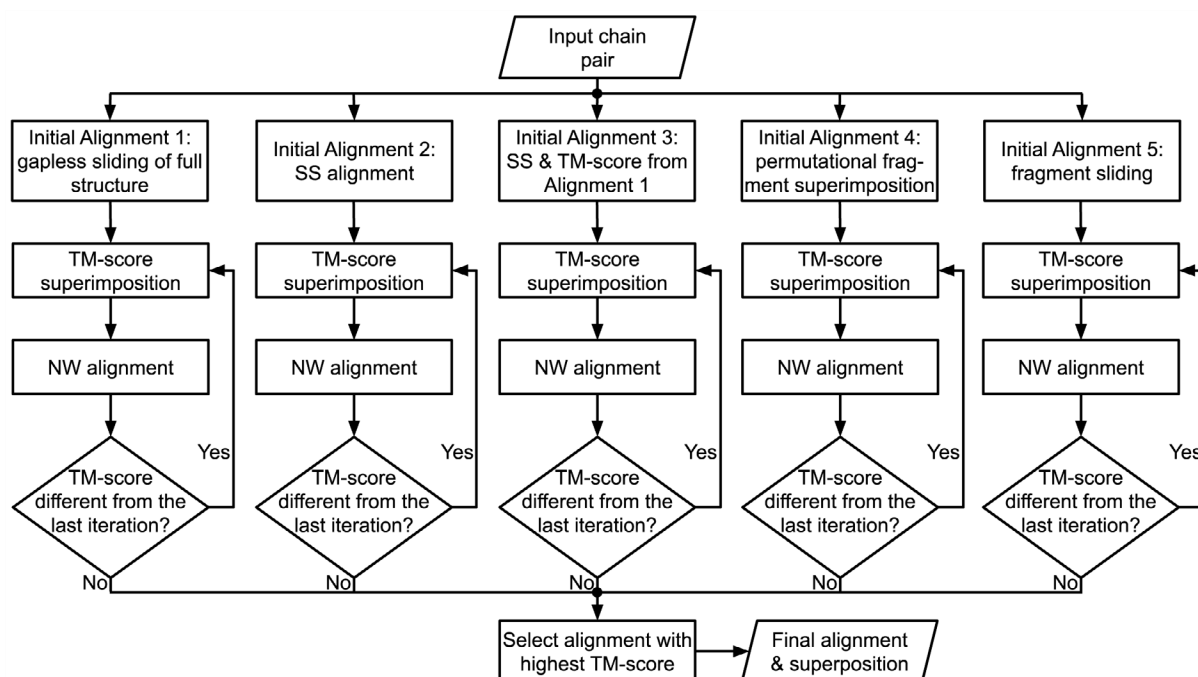 Input chain
pair
Initial Alignment 1:
gapless sliding of full
structure
Initial Alignment 2:
SS alignment
Initial Alignment 3:
SS & TM-score from
Alignment 1
Initial Alignment 4:
permutational frag-
ment superimposition
Initial Alignment 5:
fragment sliding
TM-score
superimposition
TM-score
superimposition
TM-score
superimposition
TM-score
superimposition
TM-score
superimposition
NW alignment
NW alignment
NW alignment
NW alignment
NW alignment
TM-score
different from the
last iteration?
Yes
TM-score
different from the
last iteration?
Yes
TM-score
different from the
last iteration?
Yes
TM-score
different from the
last iteration?
Yes
TM-score
different from the
last iteration?
Yes
No
No
No
No
No
Select alignment with
highest TM-score
Final alignment
& superposition